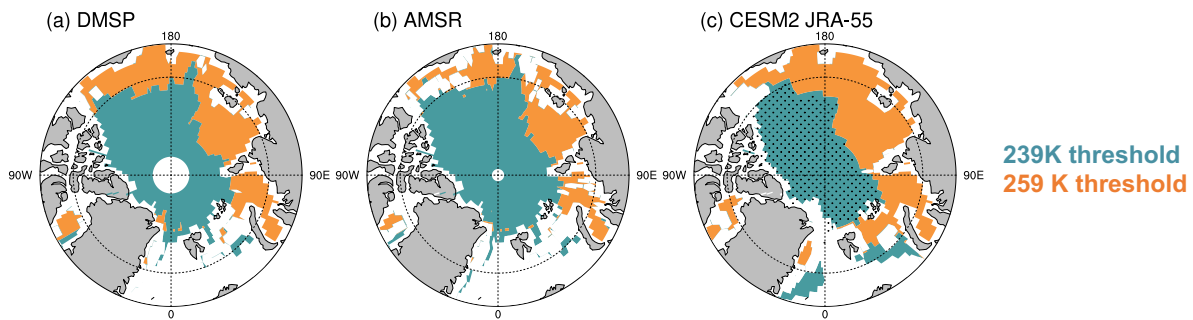 (a) DMSP
(b) AMSR
(c) CESM2 JRA-55
180
180
180
90W
90E
90W
90E
90W
90E
239K threshold
259 K threshold
0
0
0